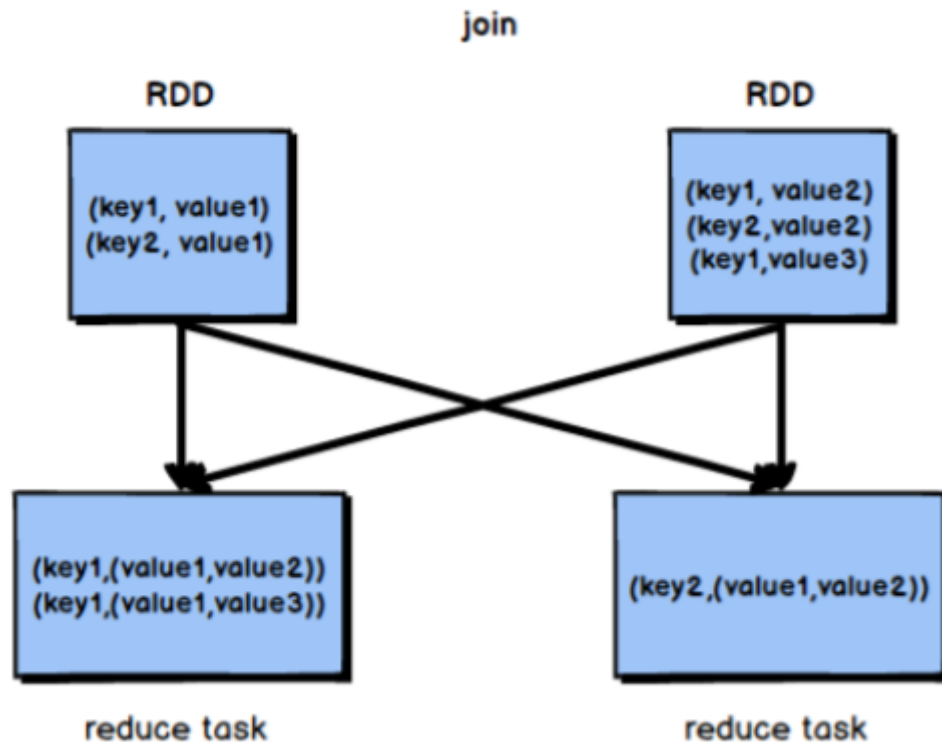 join
RDD
RDD
(key1, value1)
(key2, value1)
(key1, value2)
(key2,value2)
(key1,value3)
(key1,(value1,value2))
(key1,(value1,value3))
(key2,(value1,value2))
reduce task
reduce task